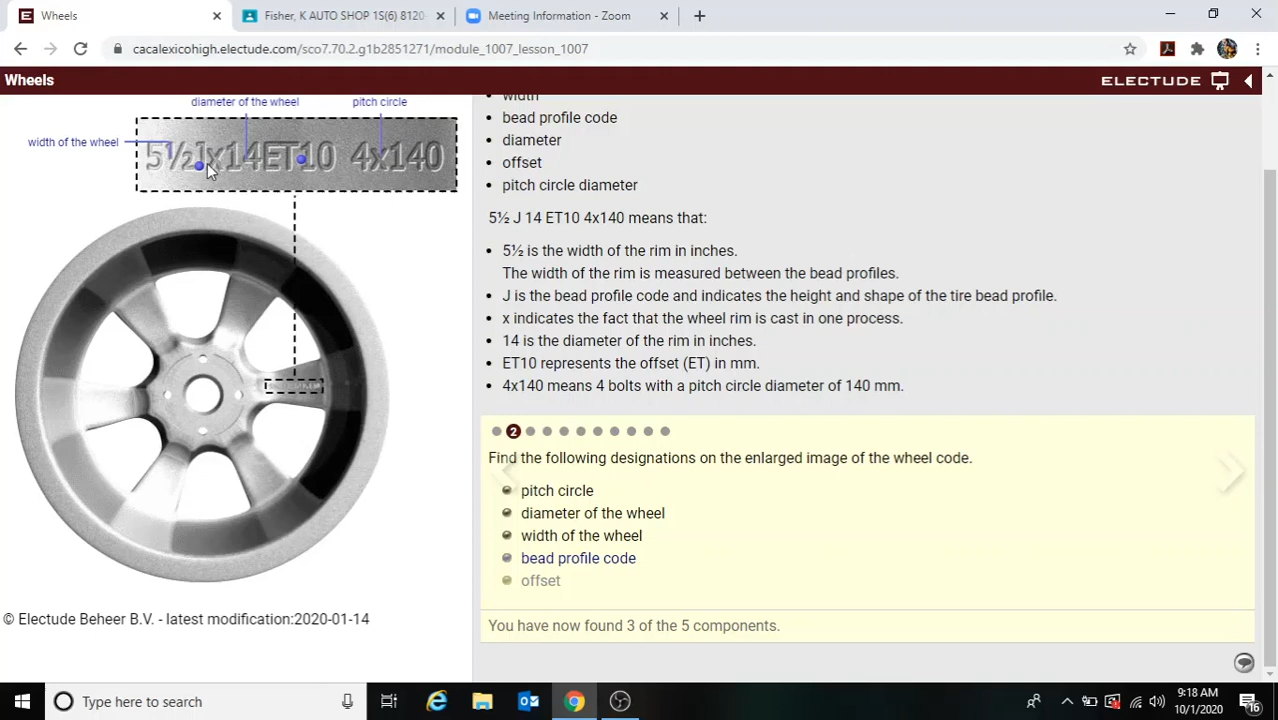 Wheels
Fisher, K AUTO SHOP 1S(6) 8120-
Meeting Information - Zoom
cacalexicohigh.electude.com/sco7.70.2.g1b2851271/module_1007_lesson_1007
Wheels
ELECTUDE
diameter of the wheel
pitch circle
width of the wheel
5½Jx14ET10 4x140
© Electude Beheer B.V. - latest modification:2020-01-14
width
bead profile code
diameter
offset
pitch circle diameter
5½ J 14 ET10 4x140 means that:
5½ is the width of the rim in inches.
The width of the rim is measured between the bead profiles.
J is the bead profile code and indicates the height and shape of the tire bead profile.
x indicates the fact that the wheel rim is cast in one process.
14 is the diameter of the rim in inches.
ET10 represents the offset (ET) in mm.
4x140 means 4 bolts with a pitch circle diameter of 140 mm.
2
Find the following designations on the enlarged image of the wheel code.
pitch circle
diameter of the wheel
width of the wheel
bead profile code
offset
You have now found 3 of the 5 components.
Type here to search
9:18 AM
10/1/2020
16